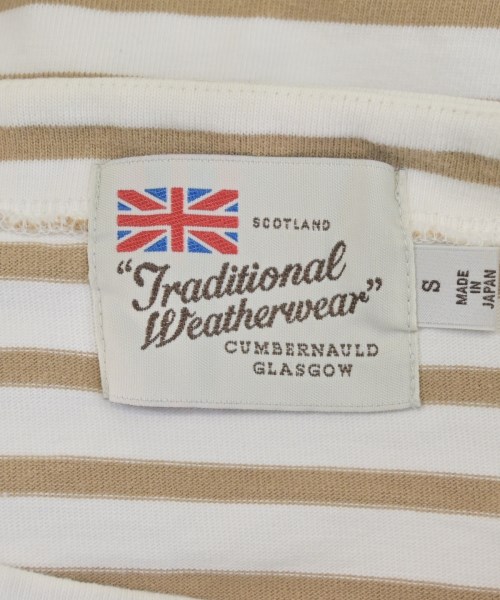 SCOTLAND
“Traditional
Weatherwear”
CUMBERNAULD
GLASGOW
S
MADE
IN
JAPAN